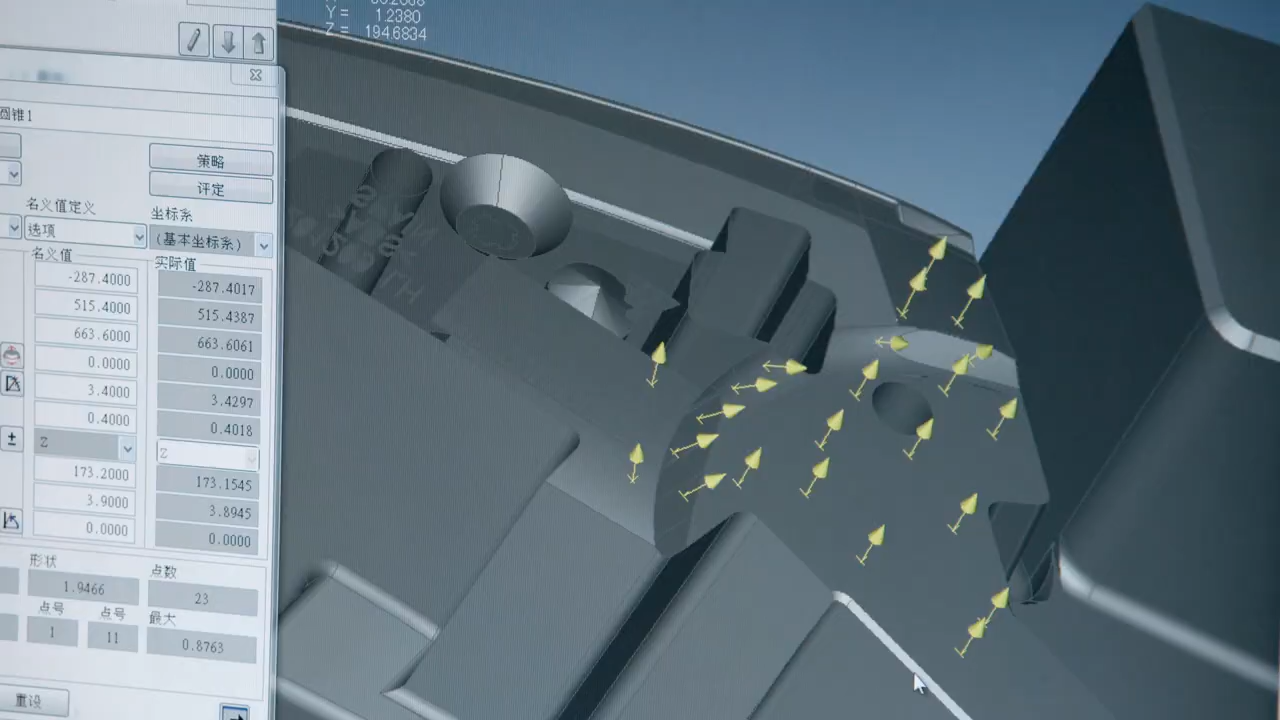 Y = 1.2380
Z = 194.6834
圆锥1
策略
评定
名义值定义
坐标系
选项
(基本坐标系)
名义值
实际值
-287.4000
-287.4017
515.4000
515.4387
663.6000
663.6061
0.0000
0.0000
3.4000
3.4297
0.4000
0.4018
Z
Z
173.2000
173.1545
3.9000
3.8945
0.0000
0.0000
形状
点数
1.9466
23
点号
点号
最大
1
11
0.8763
重设